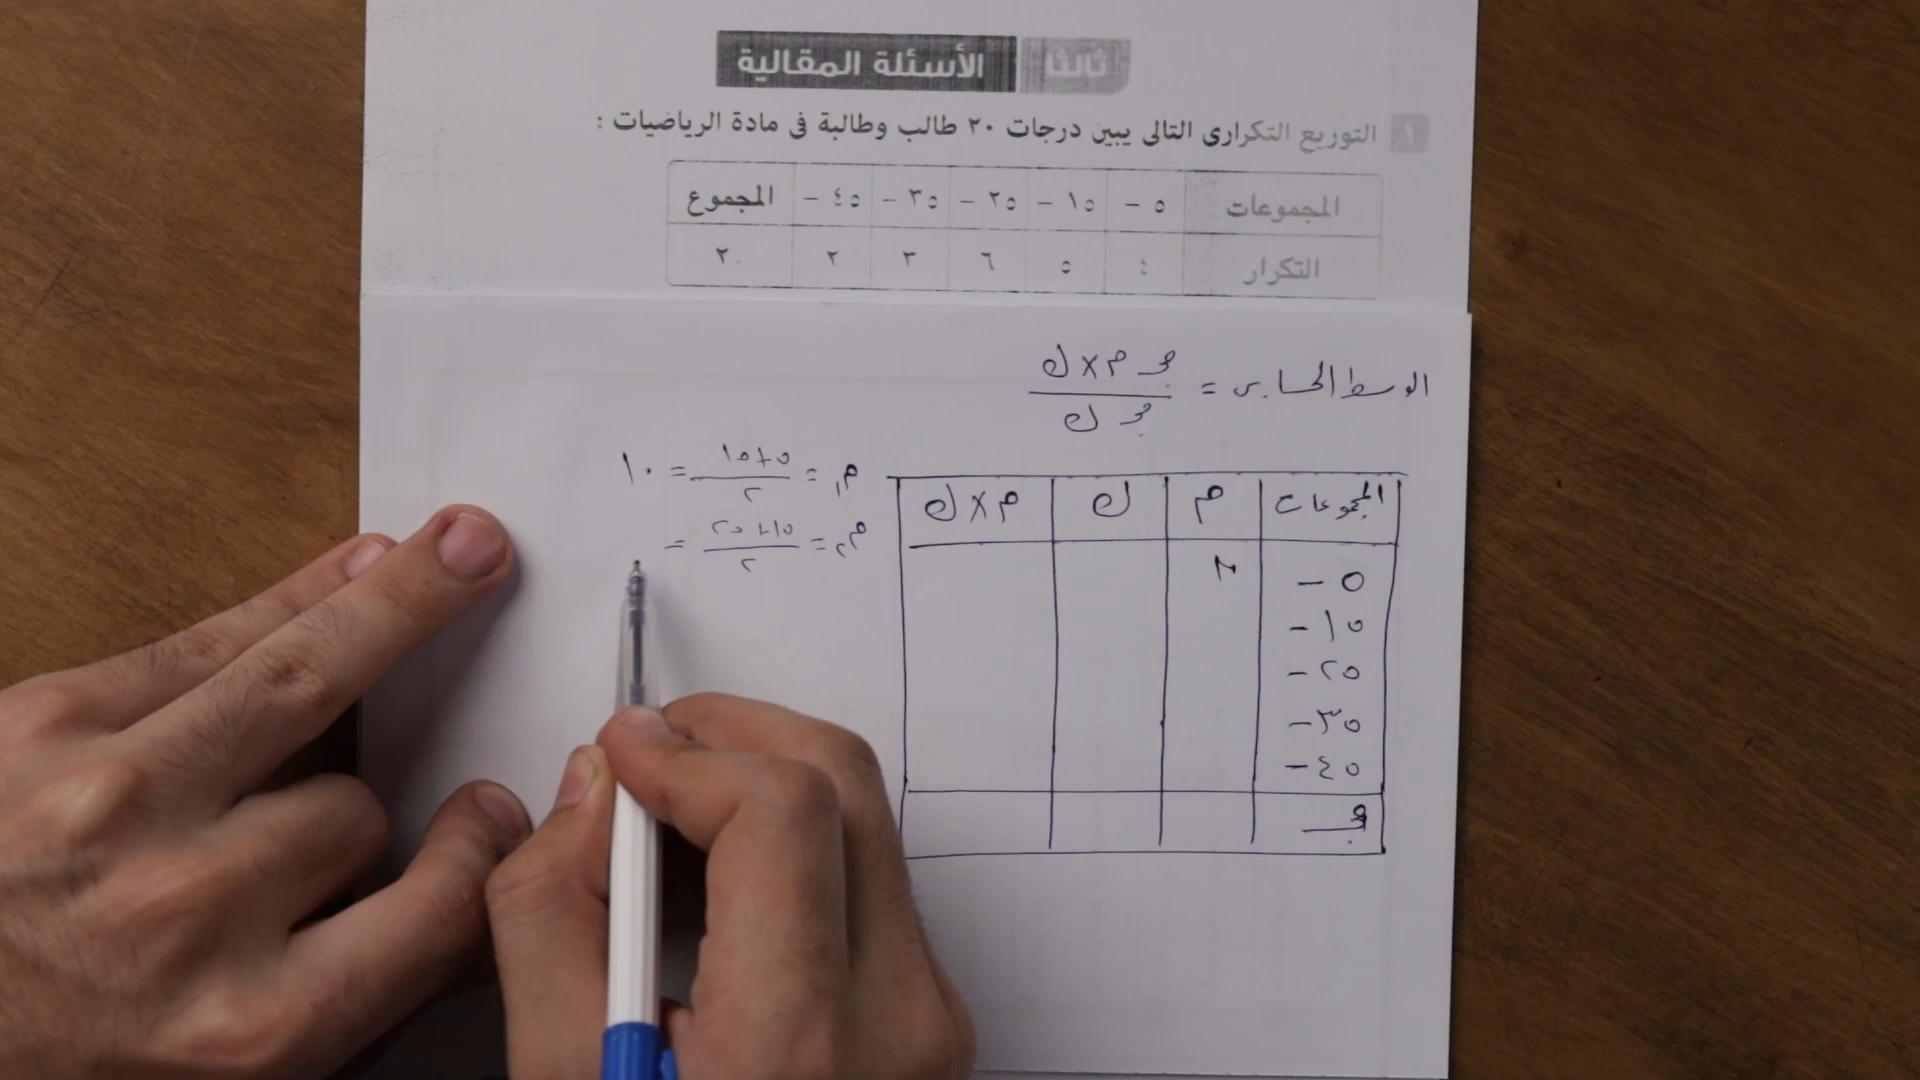 ثالثا الأسئلة المقالية
١ التوزيع التكرارى التالى يبين درجات ٢٠ طالب وطالبة فى مادة الرياضيات :
المجموعات ٥ - ١٥ - ٢٥ - ٣٥ - ٤٥ - المجموع
التكرار ٤ ٥ ٦ ٣ ٢ ٢٠
الوسط الحسابى = مجـ م × ك / مجـ ك
م١ = ١٥+٥ / ٢ = ١٠
م٢ = ٢٥+١٥ / ٢ =
المجموعات م ك م × ك
٥ -
١٥ -
٢٥ -
٣٥ -
٤٥ -
مجـ